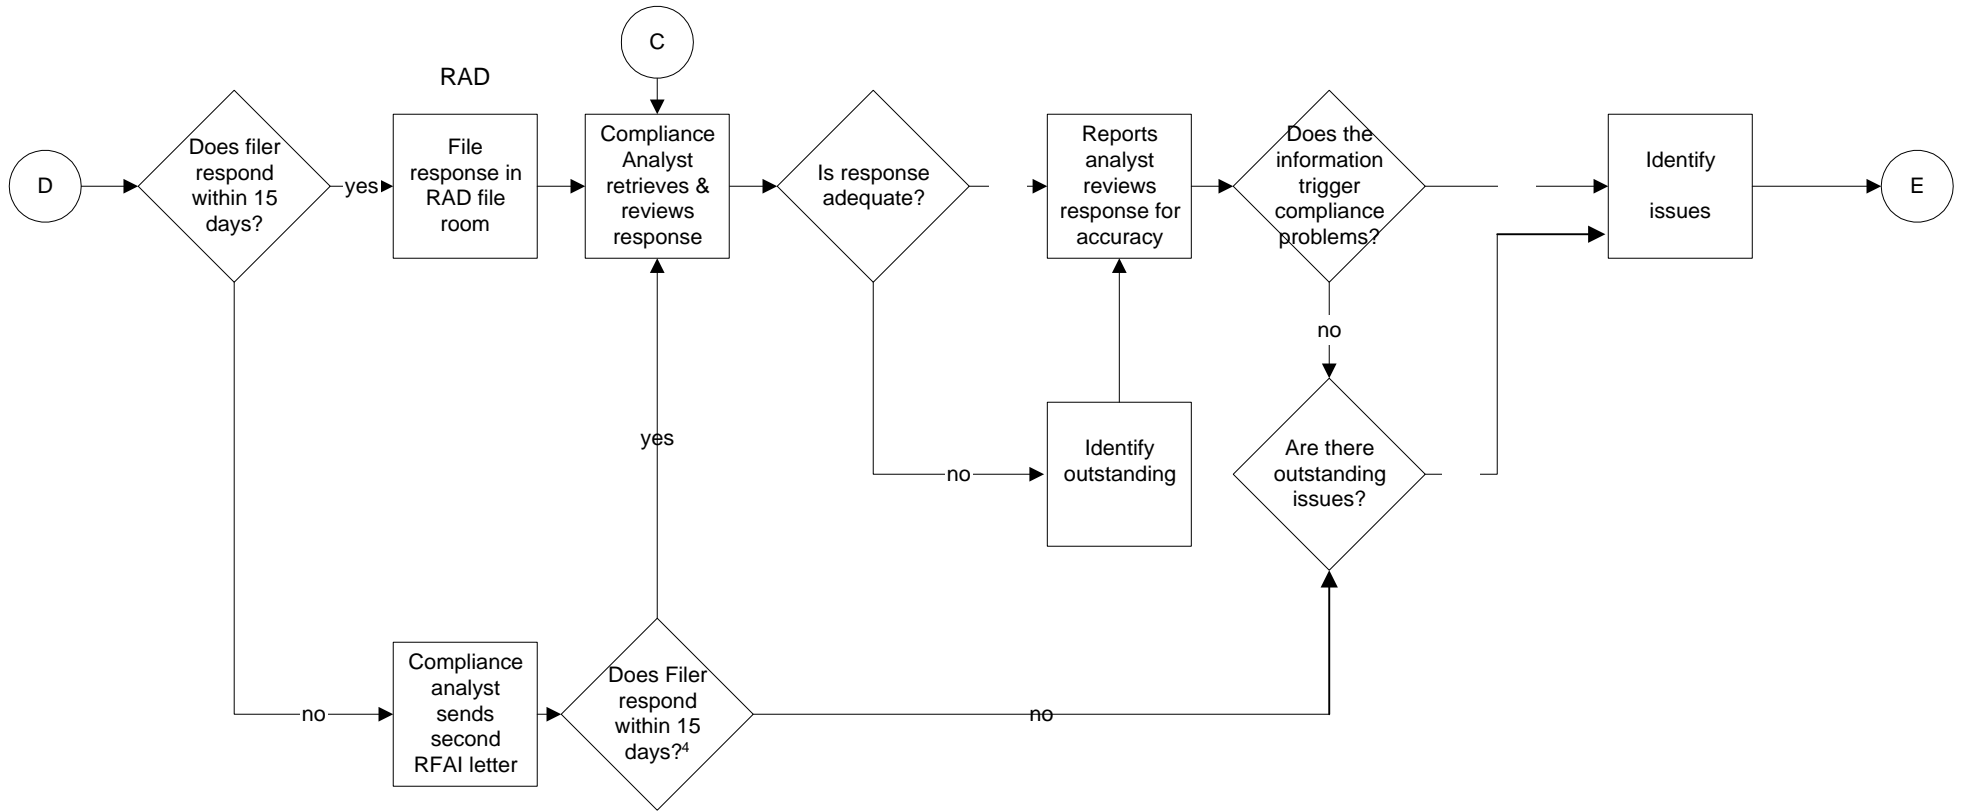 C
RAD
D
Does filer
respond
within 15
days?
yes
File
response in
RAD file
room
Compliance
Analyst
retrieves &
reviews
response
Is response
adequate?
Reports
analyst
reviews
response for
accuracy
Does the
information
trigger
compliance
problems?
Identify
issues
E
no
yes
no
Identify
outstanding
Are there
outstanding
issues?
no
Compliance
analyst
sends
second
RFAI letter
Does Filer
respond
within 15
days?⁴
no